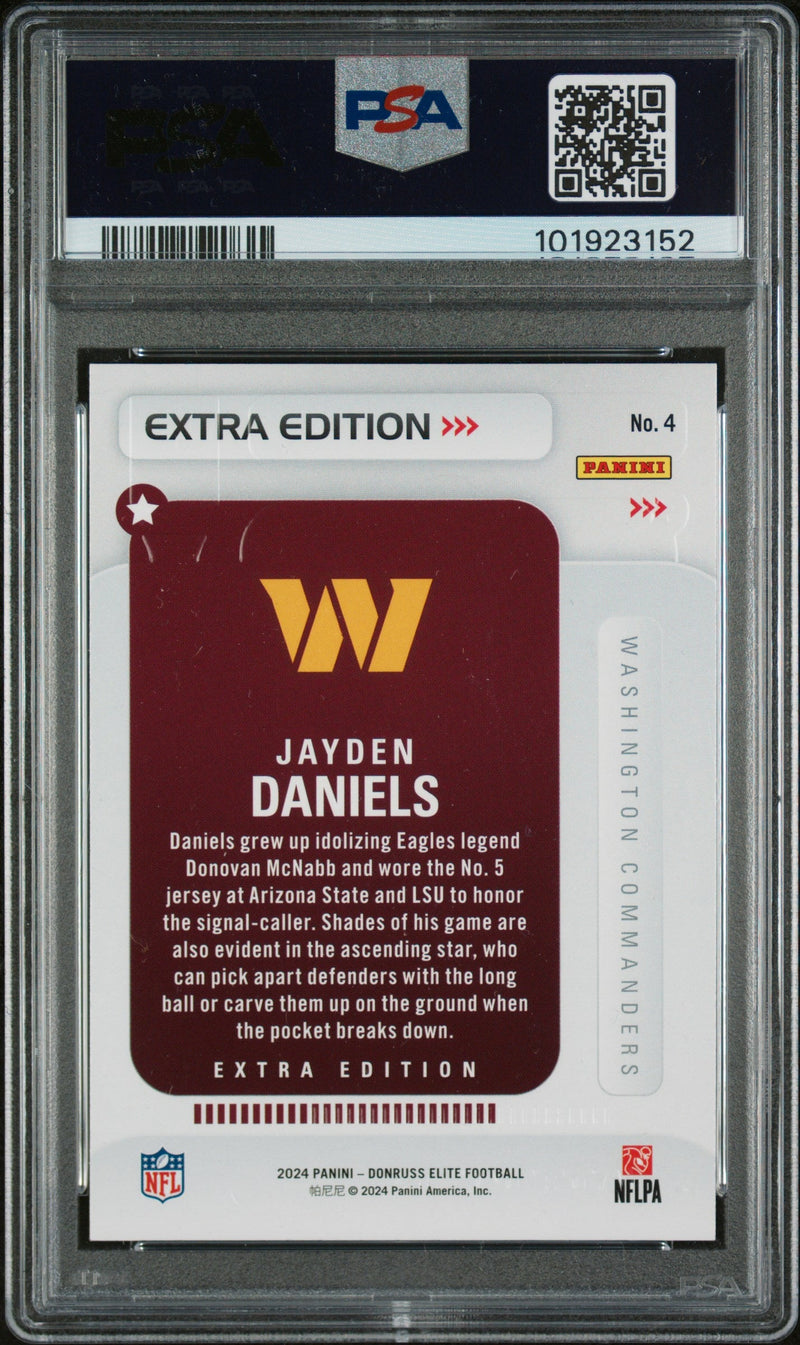 PSA
PSA
101923152
EXTRA EDITION >>>
No. 4
PANINI
>>>
WASHINGTON COMMANDERS
W
JAYDEN
DANIELS
Daniels grew up idolizing Eagles legend
Donovan McNabb and wore the No. 5
jersey at Arizona State and LSU to honor
the signal-caller. Shades of his game are
also evident in the ascending star, who
can pick apart defenders with the long
ball or carve them up on the ground when
the pocket breaks down.
EXTRA EDITION
NFL
2024 PANINI – DONRUSS ELITE FOOTBALL
帕尼尼 © 2024 Panini America, Inc.
NFLPA
PSA